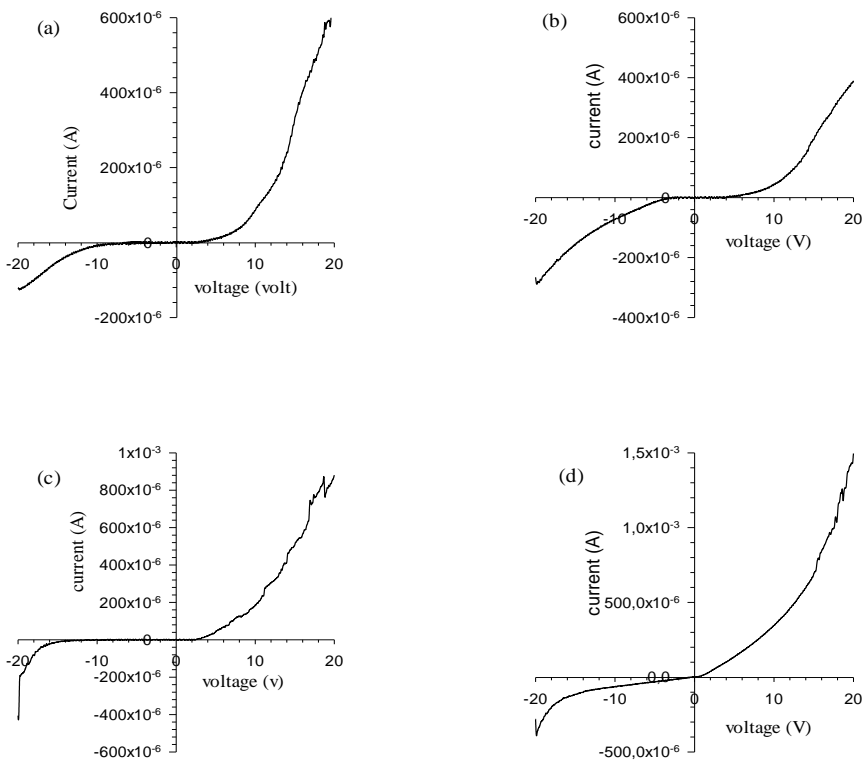 (a)
600x10-6
400x10-6
200x10-6
0
-200x10-6
-20
-10
0
10
20
Current (A)
voltage (volt)
(b)
600x10-6
400x10-6
200x10-6
0
-200x10-6
-400x10-6
-20
-10
0
10
20
current (A)
voltage (V)
(c)
1x10-3
800x10-6
600x10-6
400x10-6
200x10-6
0
-200x10-6
-400x10-6
-600x10-6
-20
-10
0
10
20
current (A)
voltage (v)
(d)
1,5x10-3
1,0x10-3
500,0x10-6
0,0
-500,0x10-6
-20
-10
0
10
20
current (A)
voltage (V)